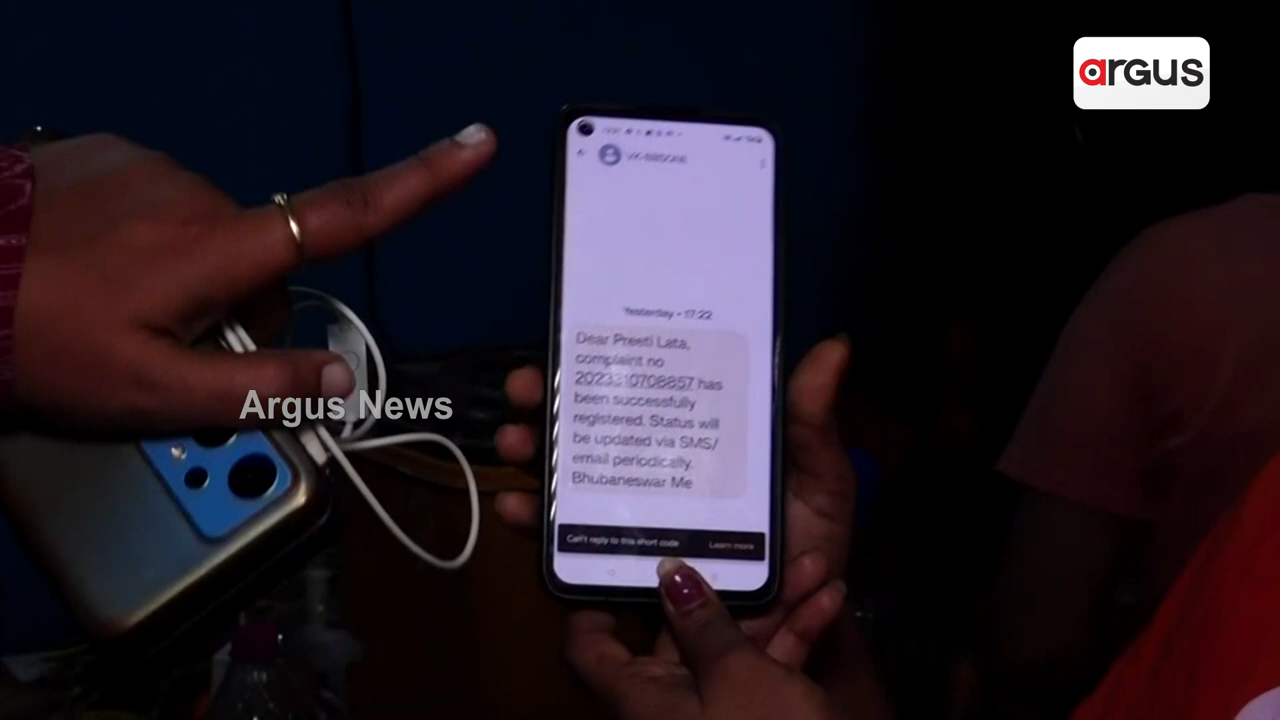 argus
Yesterday • 17:22
Dear Preeti Lata,
complaint no
2023310708857 has
been successfully
registered. Status will
be updated via SMS/
email periodically.
Bhubaneswar Me
Argus News
Can't reply to this short code Learn more